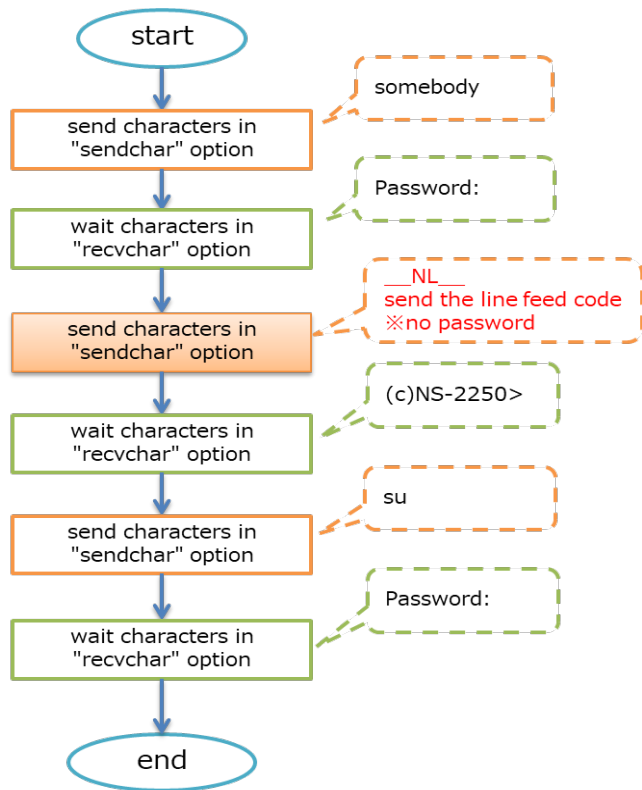 start
send characters in
"sendchar" option
somebody
wait characters in
"recvchar" option
Password:
send characters in
"sendchar" option
__NL__
send the line feed code
※no password
wait characters in
"recvchar" option
(c)NS-2250>
send characters in
"sendchar" option
su
wait characters in
"recvchar" option
Password:
end